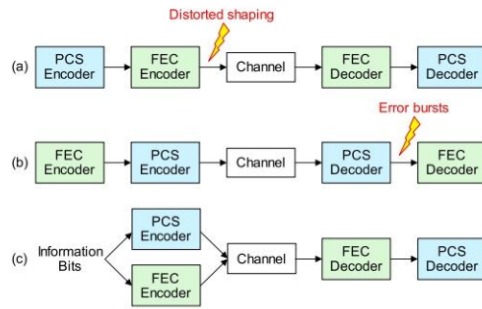 Distorted shaping
(a)
PCS
Encoder
FEC
Encoder
Channel
FEC
Decoder
PCS
Decoder
Error bursts
(b)
FEC
Encoder
PCS
Encoder
Channel
PCS
Decoder
FEC
Decoder
(c)
Information
Bits
PCS
Encoder
FEC
Encoder
Channel
FEC
Decoder
PCS
Decoder